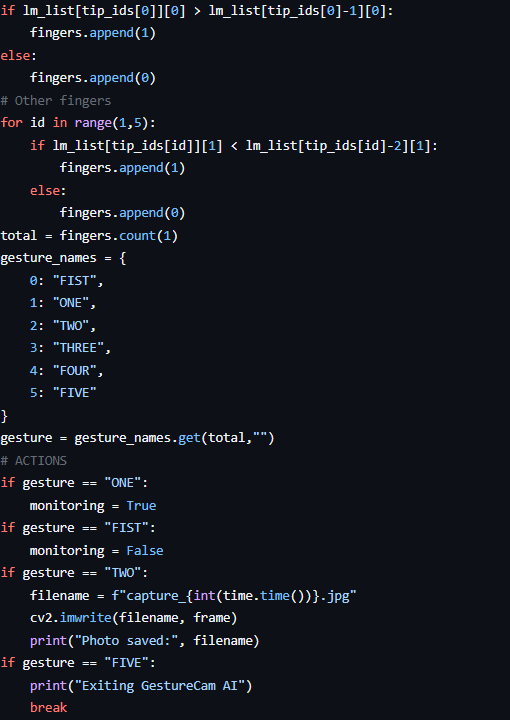 if lm_list[tip_ids[0]][0] > lm_list[tip_ids[0]-1][0]:
    fingers.append(1)
else:
    fingers.append(0)
# Other fingers
for id in range(1,5):
    if lm_list[tip_ids[id]][1] < lm_list[tip_ids[id]-2][1]:
        fingers.append(1)
    else:
        fingers.append(0)
total = fingers.count(1)
gesture_names = {
    0: "FIST",
    1: "ONE",
    2: "TWO",
    3: "THREE",
    4: "FOUR",
    5: "FIVE"
}
gesture = gesture_names.get(total,"")
# ACTIONS
if gesture == "ONE":
    monitoring = True
if gesture == "FIST":
    monitoring = False
if gesture == "TWO":
    filename = f"capture_{int(time.time())}.jpg"
    cv2.imwrite(filename, frame)
    print("Photo saved:", filename)
if gesture == "FIVE":
    print("Exiting GestureCam AI")
    break